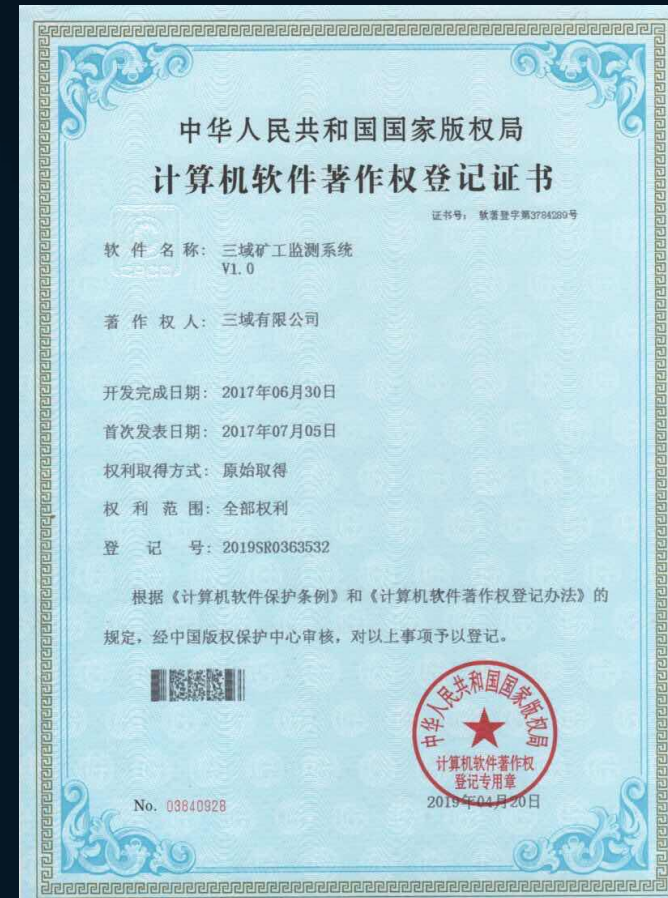 中华人民共和国国家版权局
计算机软件著作权登记证书
证书号： 软著登字第3784289号
软 件 名 称： 三域矿工监测系统
V1.0
著 作 权 人： 三域有限公司
开发完成日期： 2017年06月30日
首次发表日期： 2017年07月05日
权利取得方式： 原始取得
权 利 范 围： 全部权利
登 记 号： 2019SR0363532
根据《计算机软件保护条例》和《计算机软件著作权登记办法》的
规定，经中国版权保护中心审核，对以上事项予以登记。
中华人民共和国国家版权局
计算机软件著作权
登记专用章
No. 03840928
2019年04月20日